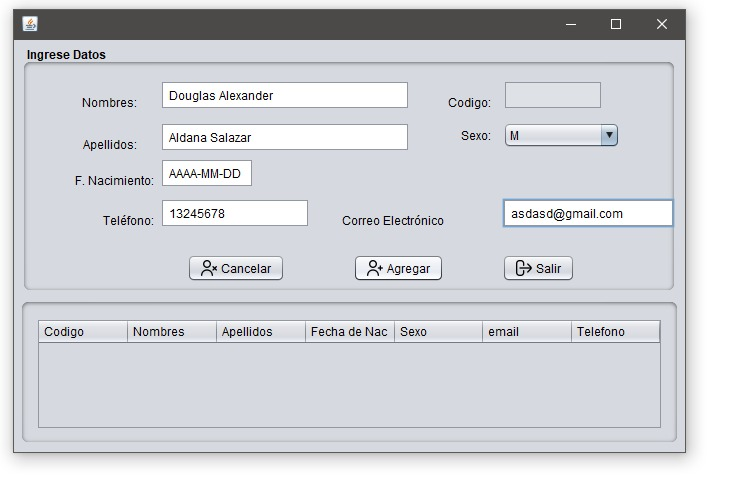 Ingrese Datos
Nombres: Douglas Alexander Codigo:
Apellidos: Aldana Salazar Sexo: M
F. Nacimiento: AAAA-MM-DD
Teléfono: 13245678 Correo Electrónico asdasd@gmail.com
Cancelar Agregar Salir
Codigo Nombres Apellidos Fecha de Nac Sexo email Telefono